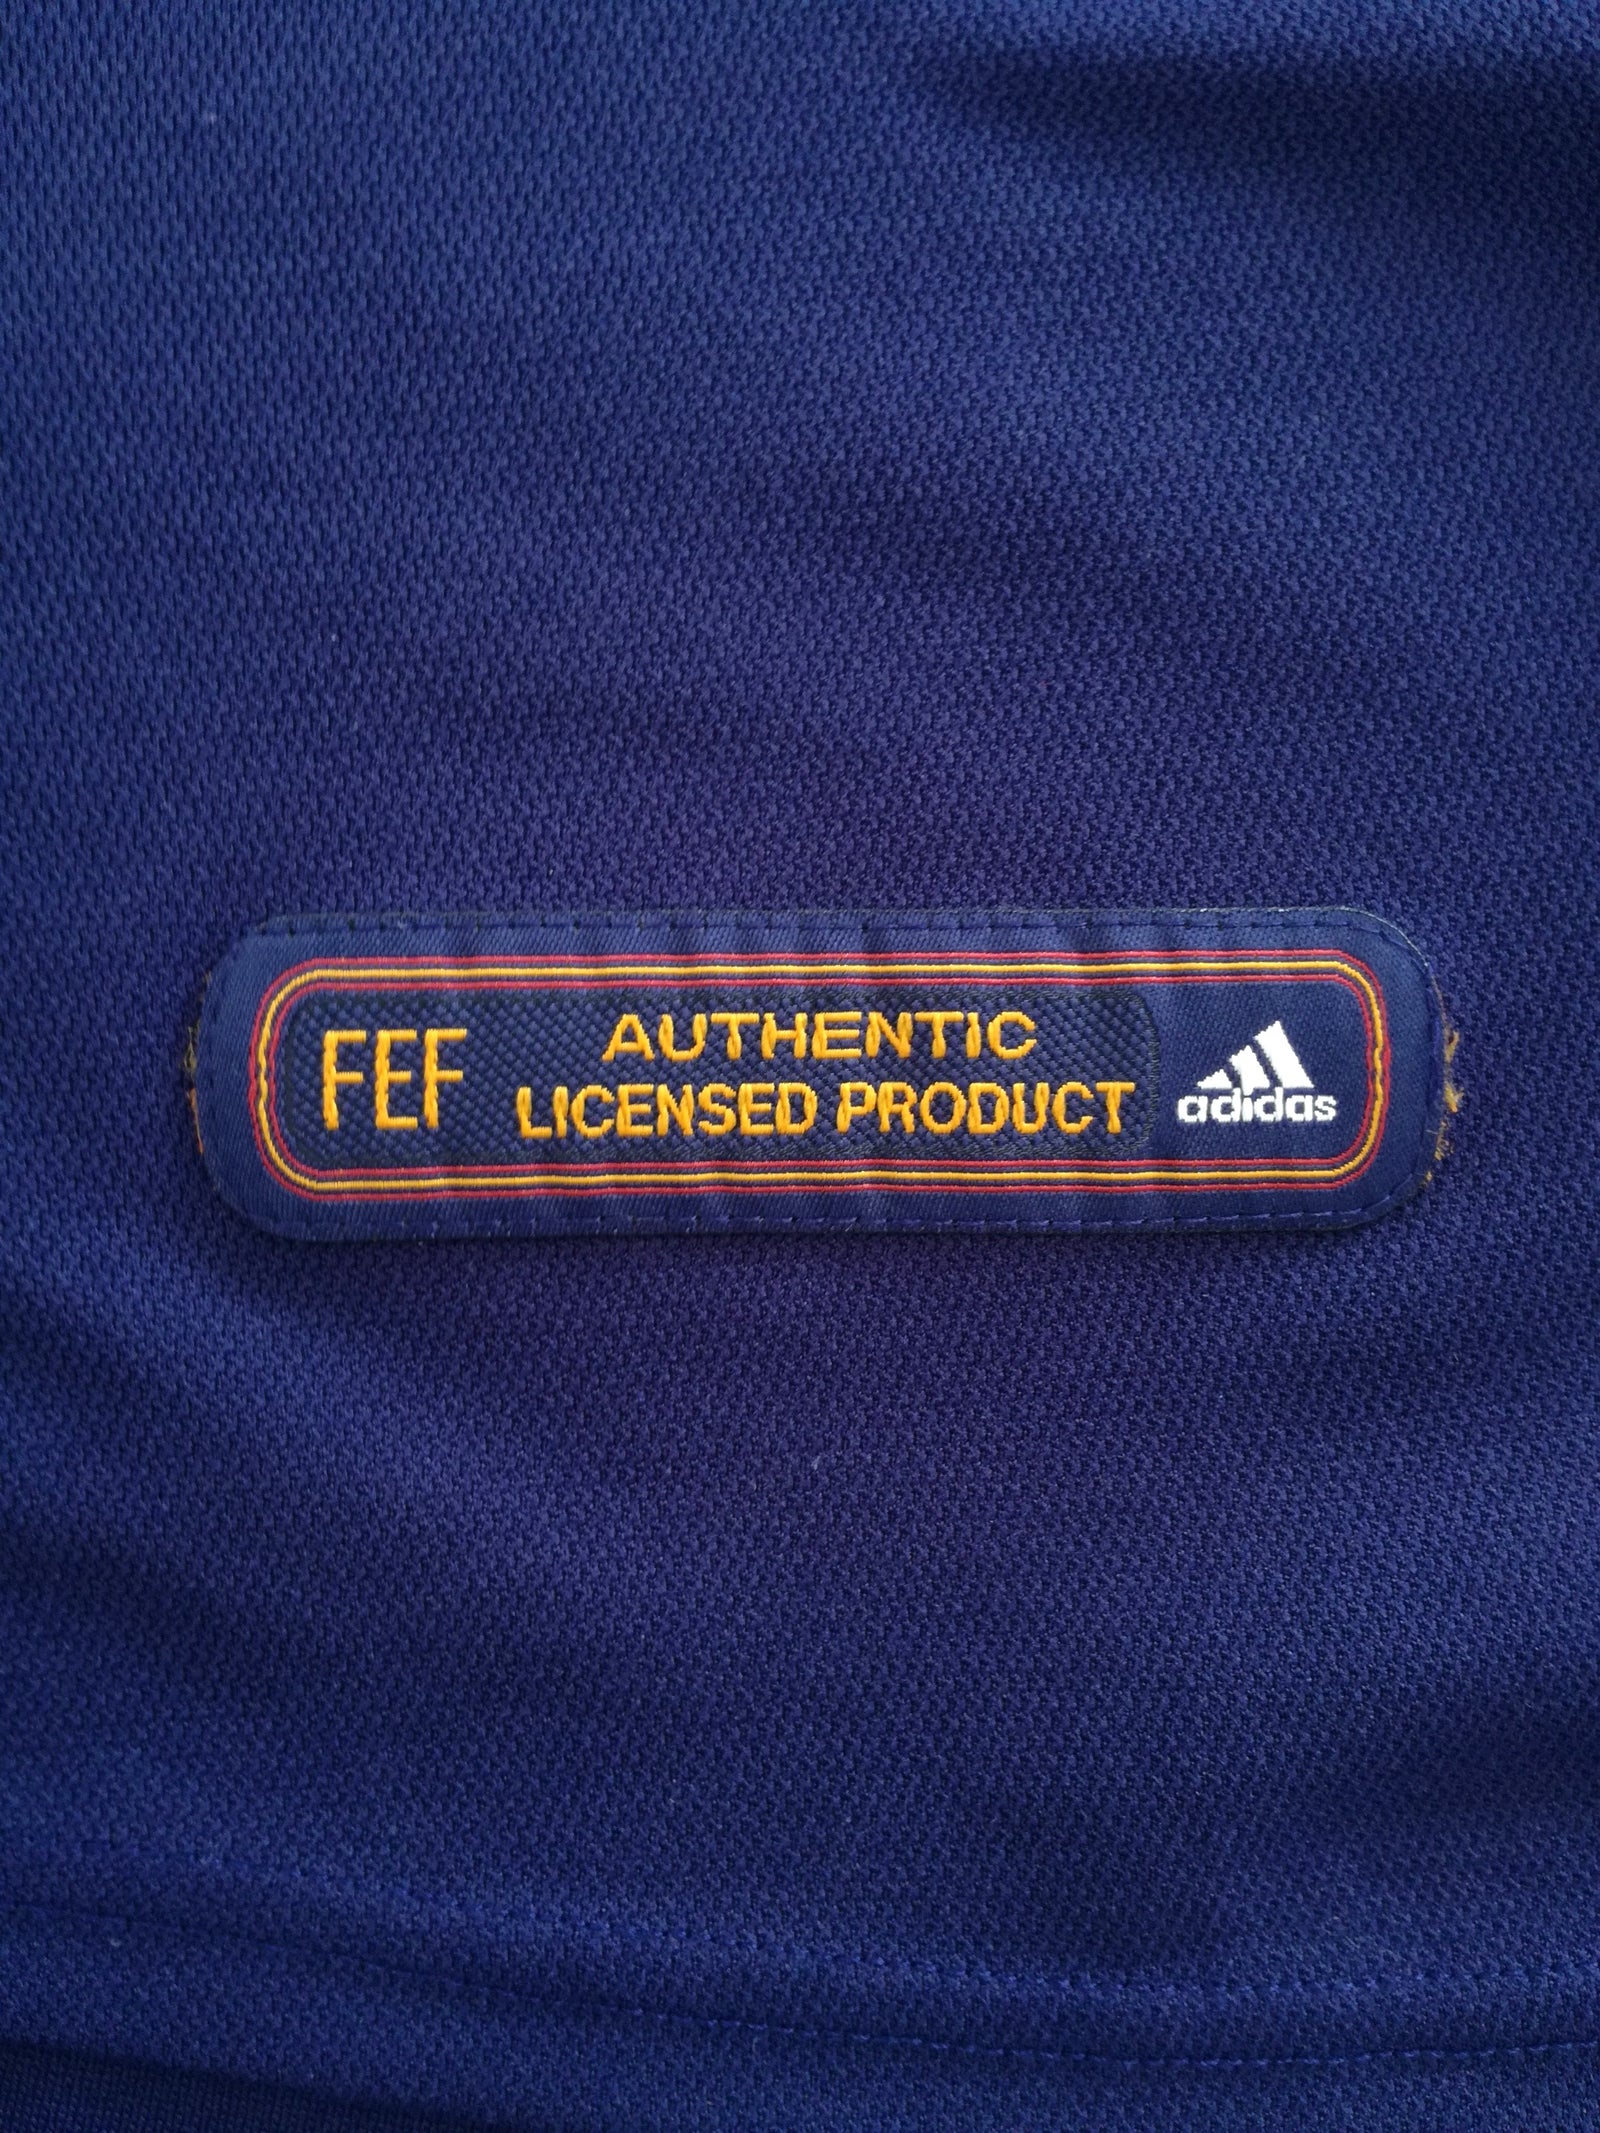 FEF
AUTHENTIC
LICENSED PRODUCT
adidas